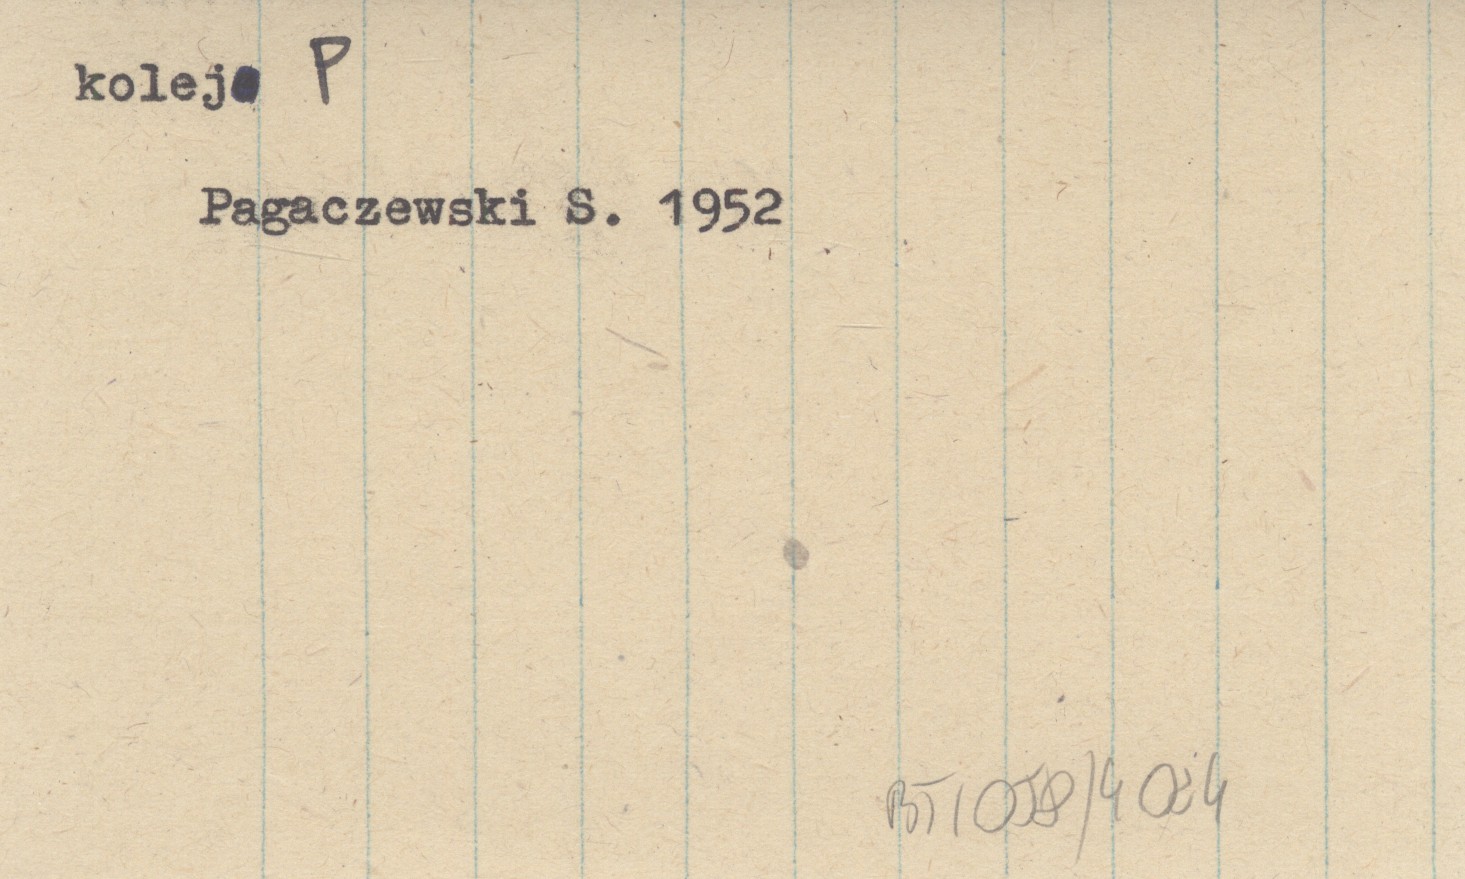 kolej P
Pagaczewski S. 1952